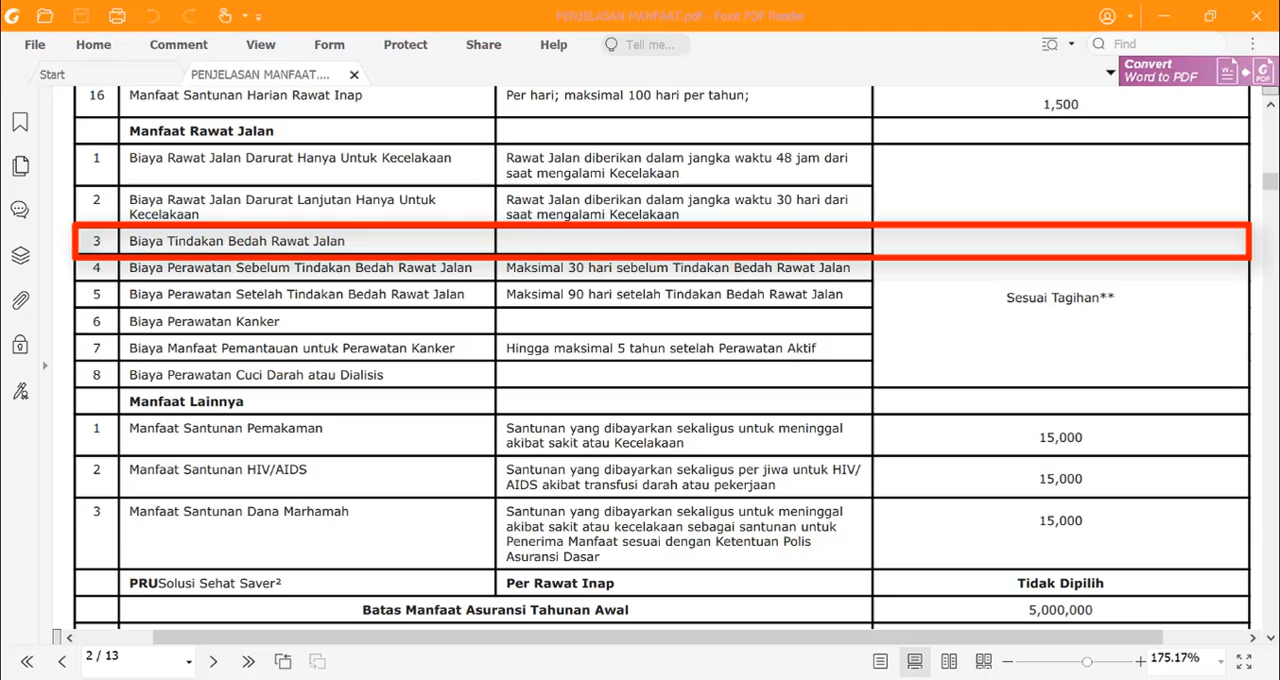 PENJELASAN MANFAAT.pdf - Foxit PDF Reader
File Home Comment View Form Protect Share Help Tell me... Find
Start PENJELASAN MANFAAT.... Convert
Word to PDF
16 Manfaat Santunan Harian Rawat Inap Per hari; maksimal 100 hari per tahun; 1,500
Manfaat Rawat Jalan
1 Biaya Rawat Jalan Darurat Hanya Untuk Kecelakaan Rawat Jalan diberikan dalam jangka waktu 48 jam dari
saat mengalami Kecelakaan
2 Biaya Rawat Jalan Darurat Lanjutan Hanya Untuk Rawat Jalan diberikan dalam jangka waktu 30 hari dari
Kecelakaan saat mengalami Kecelakaan
3 Biaya Tindakan Bedah Rawat Jalan
4 Biaya Perawatan Sebelum Tindakan Bedah Rawat Jalan Maksimal 30 hari sebelum Tindakan Bedah Rawat Jalan
5 Biaya Perawatan Setelah Tindakan Bedah Rawat Jalan Maksimal 90 hari setelah Tindakan Bedah Rawat Jalan
Sesuai Tagihan**
6 Biaya Perawatan Kanker
7 Biaya Manfaat Pemantauan untuk Perawatan Kanker Hingga maksimal 5 tahun setelah Perawatan Aktif
8 Biaya Perawatan Cuci Darah atau Dialisis
Manfaat Lainnya
1 Manfaat Santunan Pemakaman Santunan yang dibayarkan sekaligus untuk meninggal
akibat sakit atau Kecelakaan 15,000
2 Manfaat Santunan HIV/AIDS Santunan yang dibayarkan sekaligus per jiwa untuk HIV/
AIDS akibat transfusi darah atau pekerjaan 15,000
3 Manfaat Santunan Dana Marhamah Santunan yang dibayarkan sekaligus untuk meninggal
akibat sakit atau kecelakaan sebagai santunan untuk 15,000
Penerima Manfaat sesuai dengan Ketentuan Polis
Asuransi Dasar
PRUSolusi Sehat Saver² Per Rawat Inap Tidak Dipilih
Batas Manfaat Asuransi Tahunan Awal 5,000,000
2 / 13 175.17%